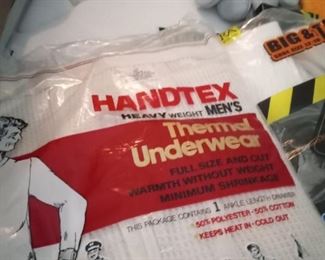 BIG & T
HANDTEX
HEAVY WEIGHT MEN'S
Thermal
Underwear
FULL SIZE AND CUT
WARMTH WITHOUT WEIGHT
MINIMUM SHRINKAGE
THIS PACKAGE CONTAINS 1 ANKLE LENGTH DRAWER
50% POLYESTER - 50% COTTON
KEEPS HEAT IN - COLD OUT